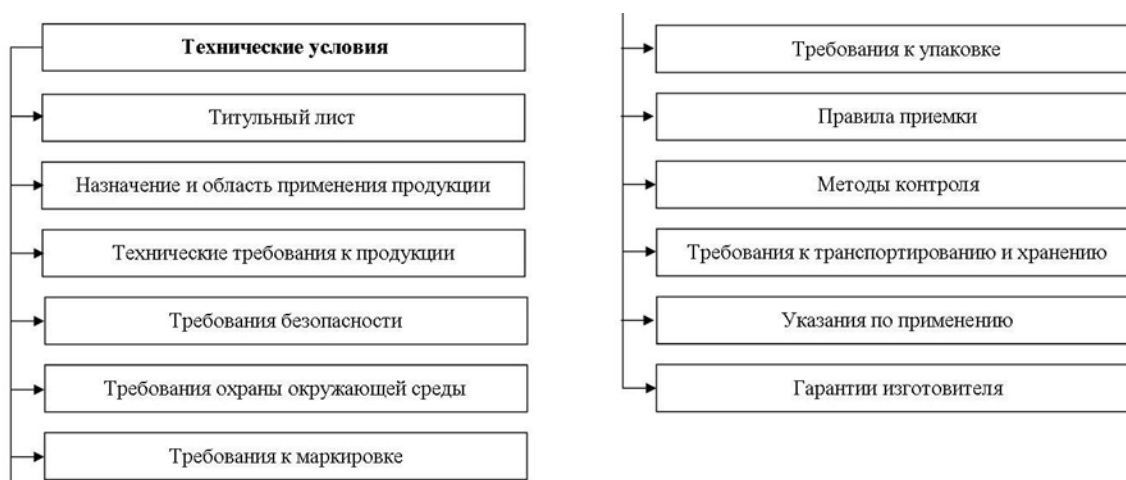 Технические условия
Титульный лист
Назначение и область применения продукции
Технические требования к продукции
Требования безопасности
Требования охраны окружающей среды
Требования к маркировке
Требования к упаковке
Правила приемки
Методы контроля
Требования к транспортированию и хранению
Указания по применению
Гарантии изготовителя